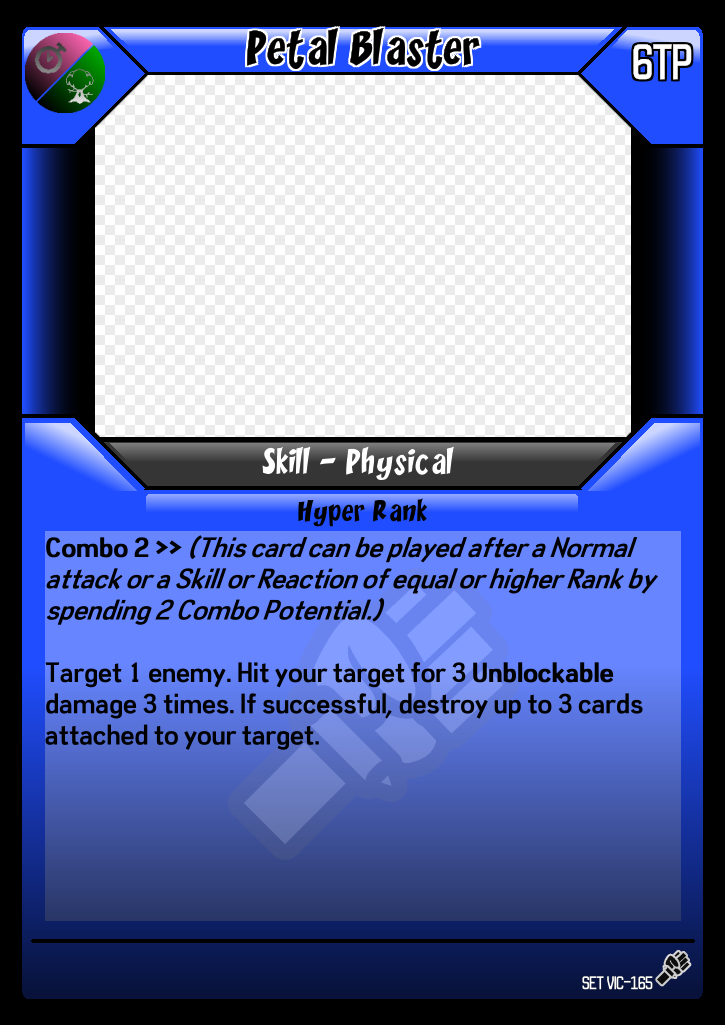 Petal Blaster
6TP
Skill - Physical
Hyper Rank
Combo 2 >> (This card can be played after a Normal
attack or a Skill or Reaction of equal or higher Rank by
spending 2 Combo Potential.)
Target 1 enemy. Hit your target for 3 Unblockable
damage 3 times. If successful, destroy up to 3 cards
attached to your target.
SET VIC-165